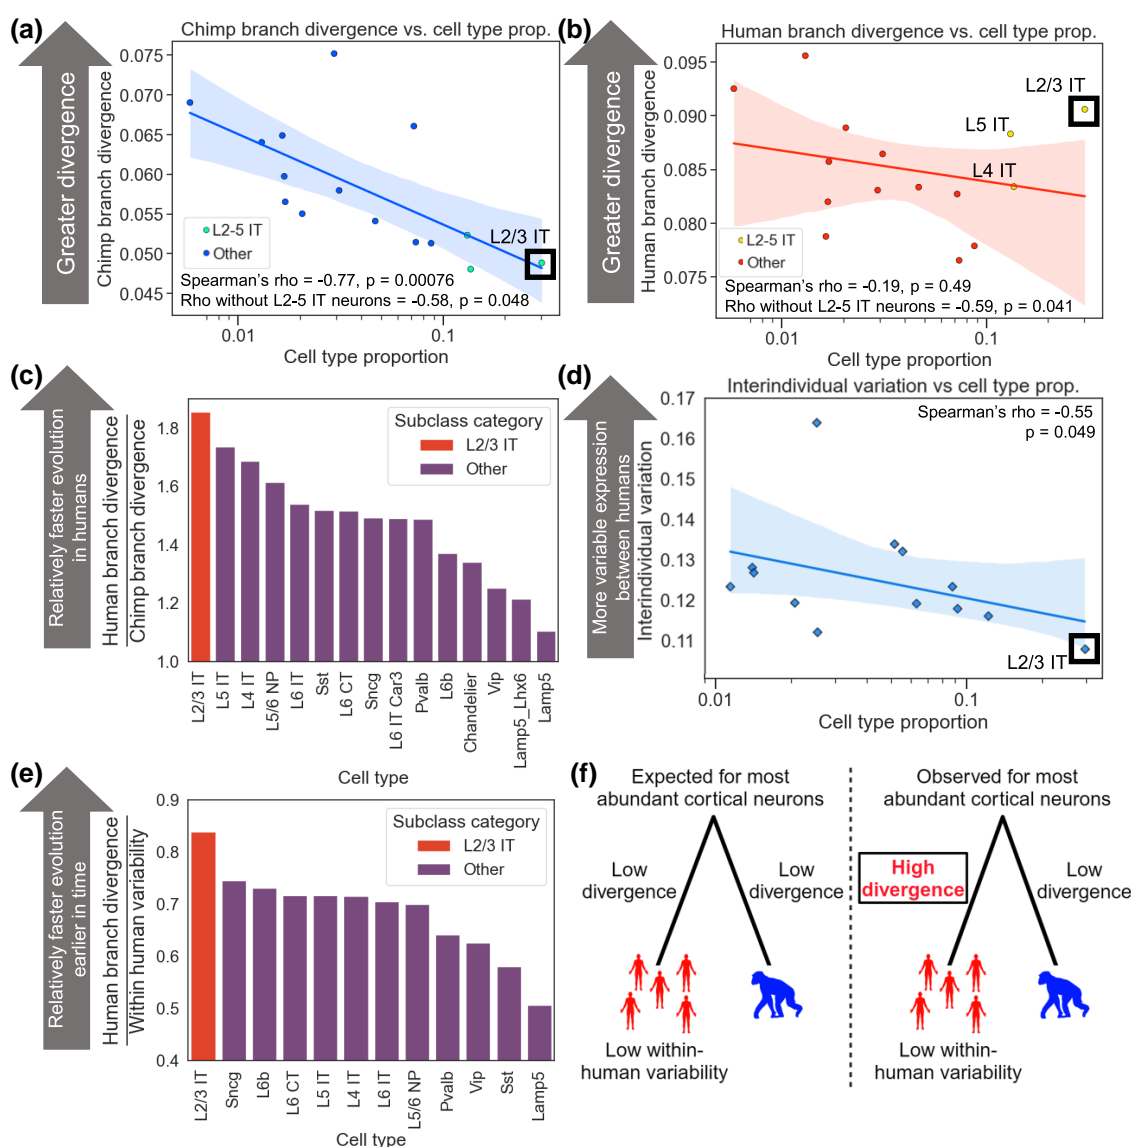 (a)
Chimp branch divergence vs. cell type prop.
Greater divergence
Chimp branch divergence
0.075
0.070
0.065
0.060
0.055
0.050
0.045
L2-5 IT
Other
L2/3 IT
Spearman's rho = -0.77, p = 0.00076
Rho without L2-5 IT neurons = -0.58, p = 0.048
0.01
0.1
Cell type proportion
(b)
Human branch divergence vs. cell type prop.
Greater divergence
Human branch divergence
0.095
0.090
0.085
0.080
0.075
L2/3 IT
L5 IT
L4 IT
L2-5 IT
Other
Spearman's rho = -0.19, p = 0.49
Rho without L2-5 IT neurons = -0.59, p = 0.041
0.01
0.1
Cell type proportion
(c)
Relatively faster evolution
in humans
Human branch divergence
Chimp branch divergence
1.8
1.6
1.4
1.2
1.0
Subclass category
L2/3 IT
Other
L2/3 IT
L5 IT
L4 IT
L5/6 NP
L6 IT
Sst
L6 CT
Sncg
L6 IT Car3
Pvalb
L6b
Chandelier
Vip
Lamp5_Lhx6
Lamp5
Cell type
(d)
Interindividual variation vs cell type prop.
More variable expression
between humans
Interindividual variation
0.17
0.16
0.15
0.14
0.13
0.12
0.11
Spearman's rho = -0.55
p = 0.049
L2/3 IT
0.01
0.1
Cell type proportion
(e)
Relatively faster evolution
earlier in time
Human branch divergence
Within human variability
0.9
0.8
0.7
0.6
0.5
0.4
Subclass category
L2/3 IT
Other
L2/3 IT
Sncg
L6b
L6 CT
L5 IT
L4 IT
L6 IT
L5/6 NP
Pvalb
Vip
Sst
Lamp5
Cell type
(f)
Expected for most
abundant cortical neurons
Low
divergence
Low
divergence
Low within-
human variability
Observed for most
abundant cortical neurons
High
divergence
Low
divergence
Low within-
human variability